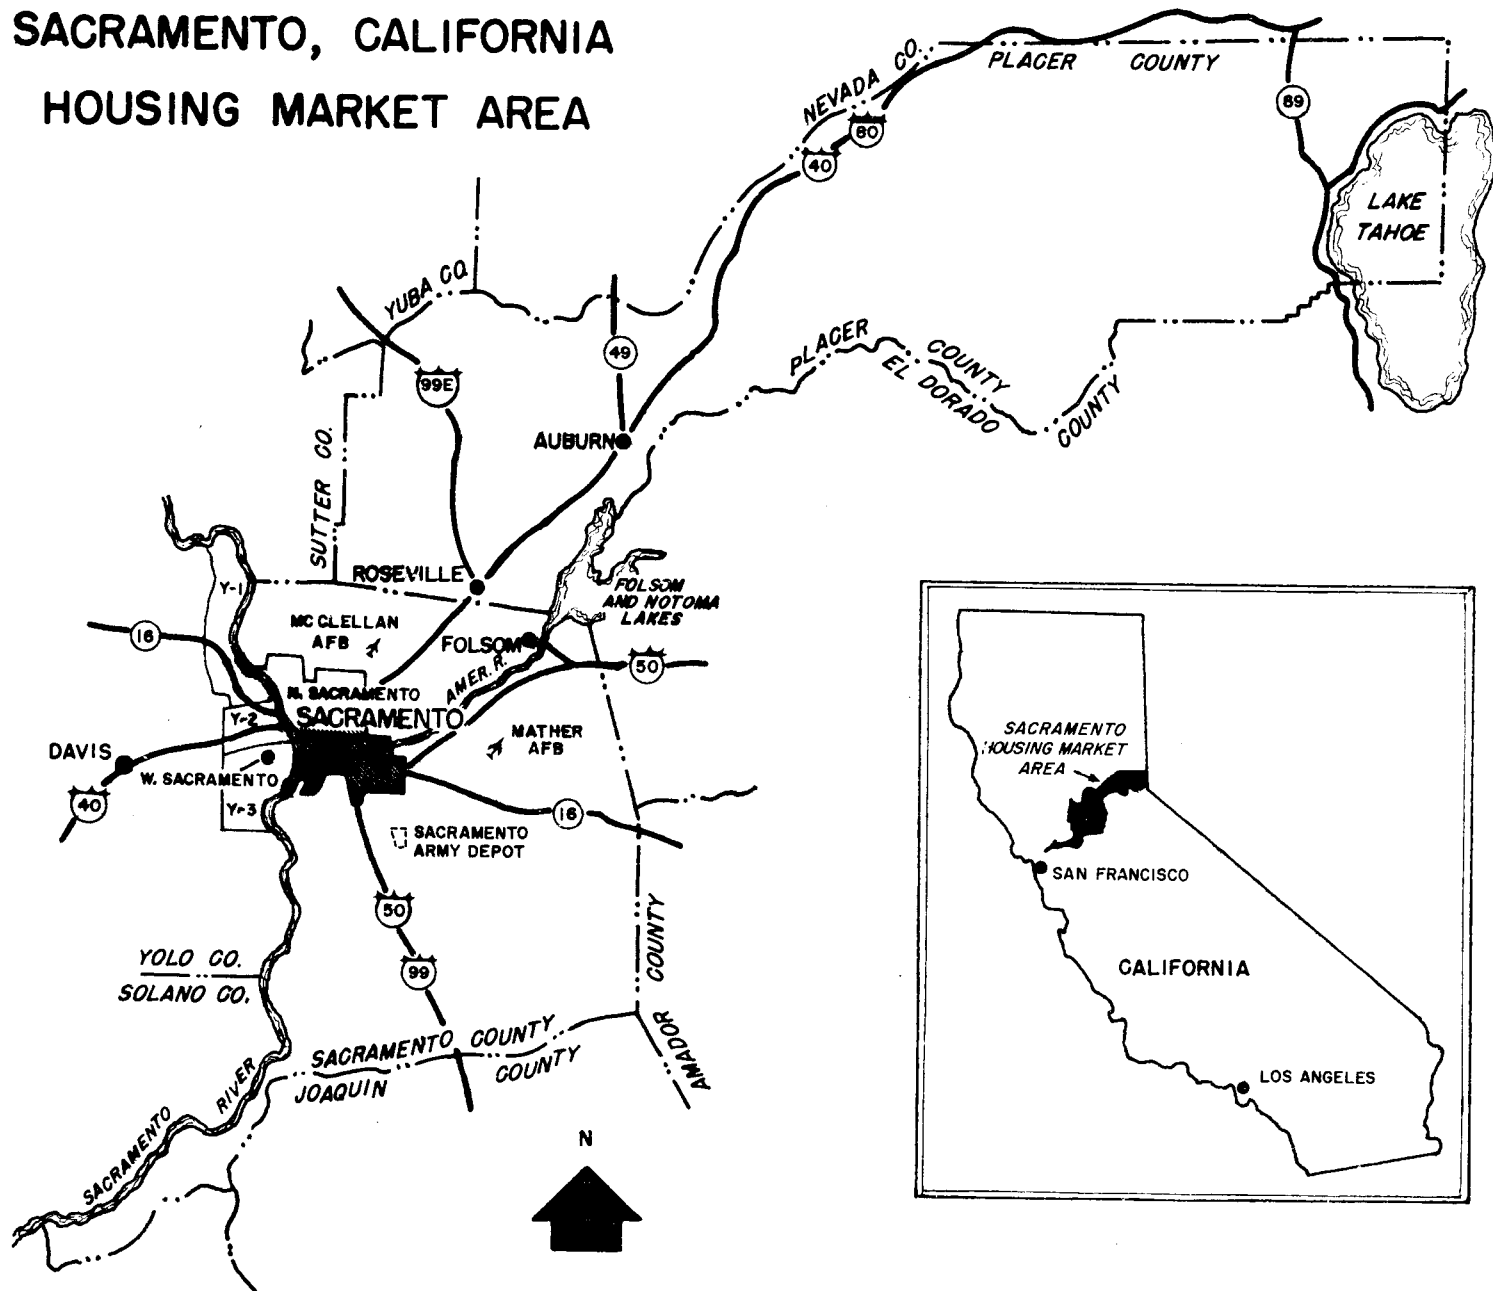 SACRAMENTO, CALIFORNIA
HOUSING MARKET AREA
NEVADA CO.
PLACER COUNTY
80
40
89
LAKE
TAHOE
YUBA CO.
99E
49
PLACER COUNTY
EL DORADO COUNTY
SUTTER CO.
AUBURN
ROSEVILLE
Y-1
FOLSOM
AND NOTOMA
LAKES
MC CLELLAN
AFB
16
FOLSOM
50
AMER. R.
N. SACRAMENTO
SACRAMENTO
Y-2
MATHER
AFB
DAVIS
W. SACRAMENTO
40
Y-3
16
SACRAMENTO
ARMY DEPOT
50
99
YOLO CO.
SOLANO CO.
AMADOR COUNTY
SACRAMENTO COUNTY
JOAQUIN COUNTY
SACRAMENTO RIVER
N
SACRAMENTO
HOUSING MARKET
AREA
SAN FRANCISCO
CALIFORNIA
LOS ANGELES